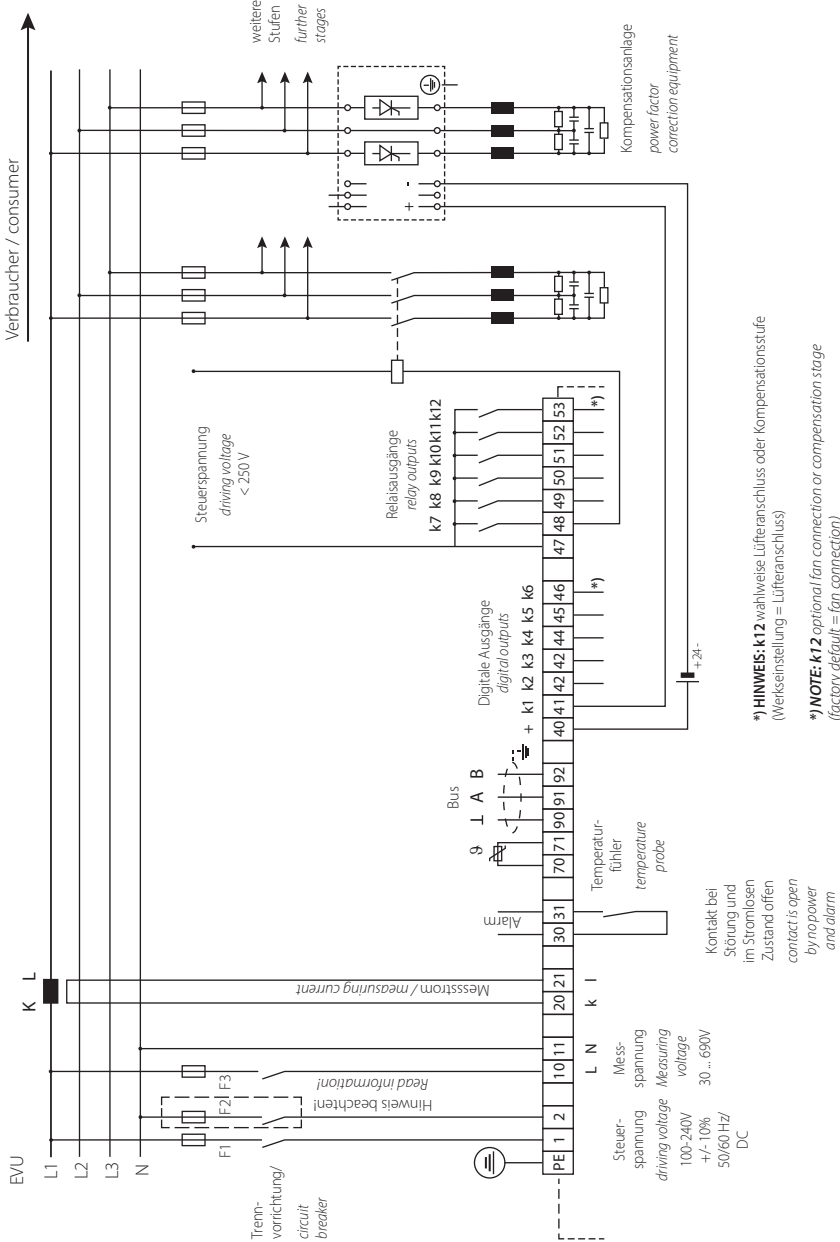 Verbraucher / consumer
EVU
L1
L2
L3
N
K L
weitere
Stufen
further
stages
Trenn-
vorrichtung/
circuit
breaker
F1
F2
F3
Hinweis beachten!
Read information!
Messstrom / measuring current
Steuerspannung
driving voltage
< 250 V
Relaisausgänge
relay outputs
k7 k8 k9 k10 k11 k12
Kompensationsanlage
power factor
correction equipment
+ -
Alarm
ϑ
Bus
⊥ A B
Digitale Ausgänge
digital outputs
+ k1 k2 k3 k4 k5 k6
PE 1 2 10 11 20 21 30 31 70 71 90 91 92 40 41 42 42 44 45 46 47 48 49 50 51 52 53
L N
k l
*)
*)
Steuer-
spannung
driving voltage
100-240V
+/- 10%
50/60 Hz/
DC
Mess-
spannung
Measuring
voltage
30 ... 690V
Kontakt bei
Störung und
im Stromlosen
Zustand offen
contact is open
by no power
and alarm
Temperatur-
fühler
temperature
probe
+24-
*) HINWEIS: k12 wahlweise Lüfteranschluss oder Kompensationsstufe
(Werkseinstellung = Lüfteranschluss)
*) NOTE: k12 optional fan connection or compensation stage
(factory default = fan connection)